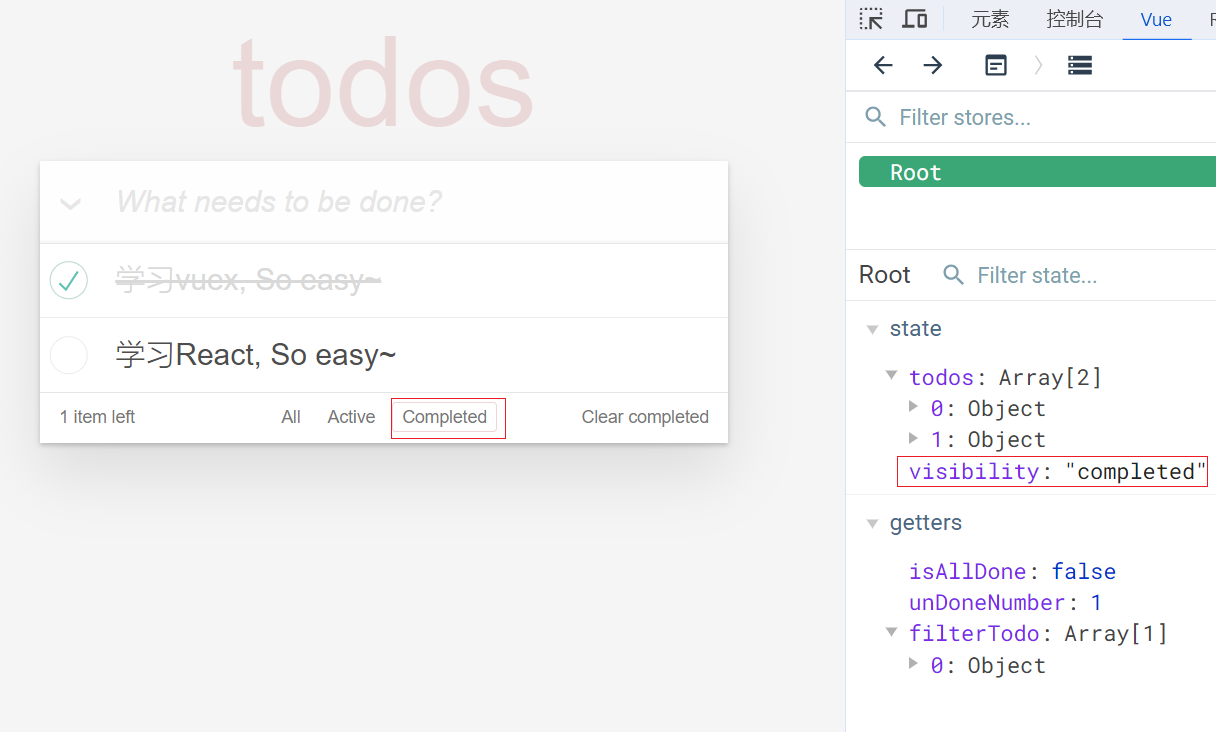 todos
What needs to be done?
学习vuex, So easy~
学习React, So easy~
1 item left All Active Completed Clear completed
元素 控制台 Vue
Filter stores...
Root
Root Filter state...
state
todos: Array[2]
0: Object
1: Object
visibility: "completed"
getters
isAllDone: false
unDoneNumber: 1
filterTodo: Array[1]
0: Object